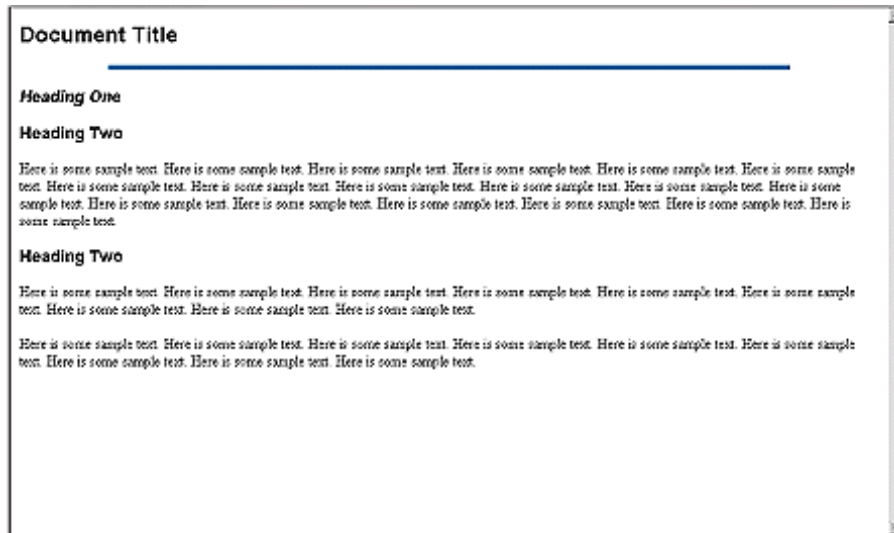 Document Title
Heading One
Heading Two
Here is some sample text. Here is some sample text. Here is some sample text. Here is some sample text. Here is some sample text. Here is some sample
text. Here is some sample text. Here is some sample text. Here is some sample text. Here is some sample text. Here is some sample text. Here is some
sample text. Here is some sample text. Here is some sample text. Here is some sample text. Here is some sample text. Here is some sample text. Here is
some sample text.
Heading Two
Here is some sample text. Here is some sample text. Here is some sample text. Here is some sample text. Here is some sample text. Here is some sample
text. Here is some sample text. Here is some sample text. Here is some sample text.
Here is some sample text. Here is some sample text. Here is some sample text. Here is some sample text. Here is some sample text. Here is some sample
text. Here is some sample text. Here is some sample text. Here is some sample text.